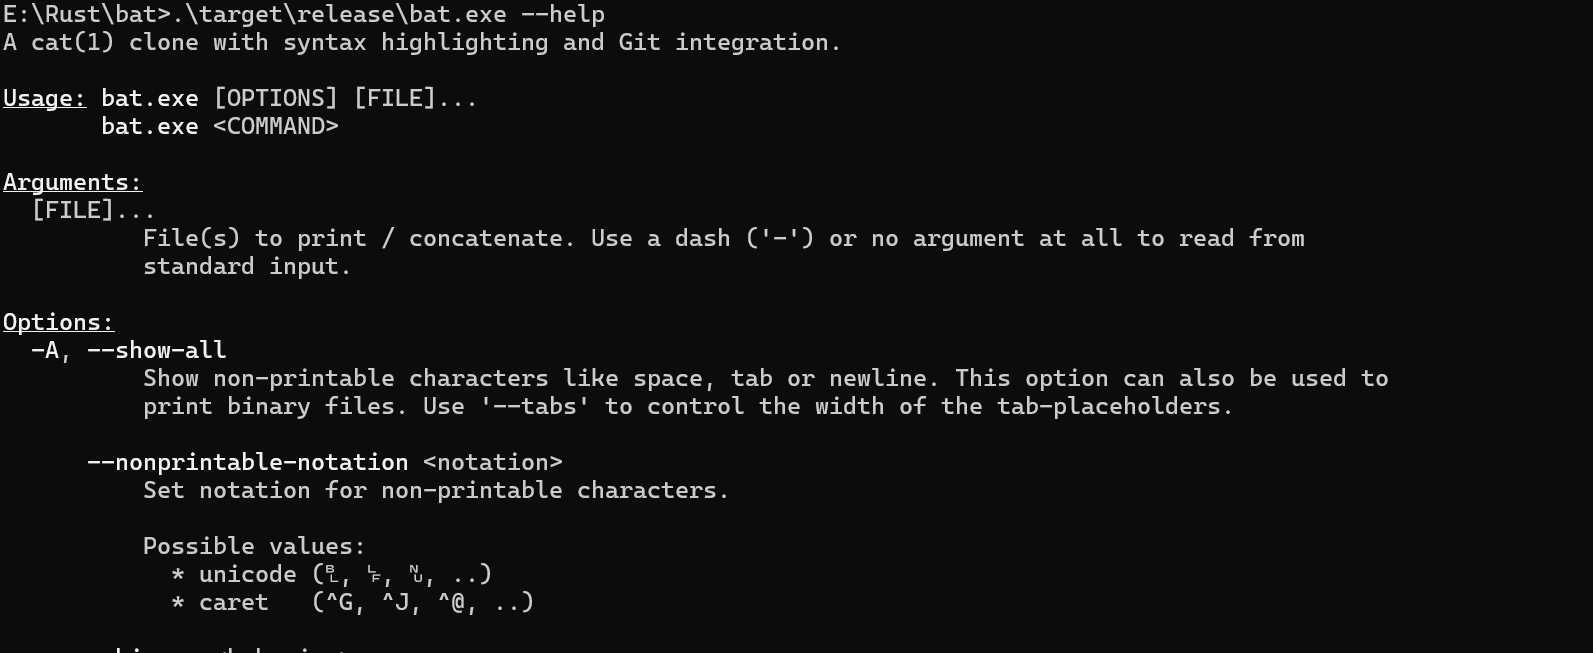 E:\Rust\bat>.\target\release\bat.exe --help
A cat(1) clone with syntax highlighting and Git integration.

Usage: bat.exe [OPTIONS] [FILE]...
       bat.exe <COMMAND>

Arguments:
  [FILE]...
          File(s) to print / concatenate. Use a dash ('-') or no argument at all to read from
          standard input.

Options:
  -A, --show-all
          Show non-printable characters like space, tab or newline. This option can also be used to
          print binary files. Use '--tabs' to control the width of the tab-placeholders.

      --nonprintable-notation <notation>
          Set notation for non-printable characters.

          Possible values:
            * unicode (␇, ␊, ␀, ..)
            * caret   (^G, ^J, ^@, ..)